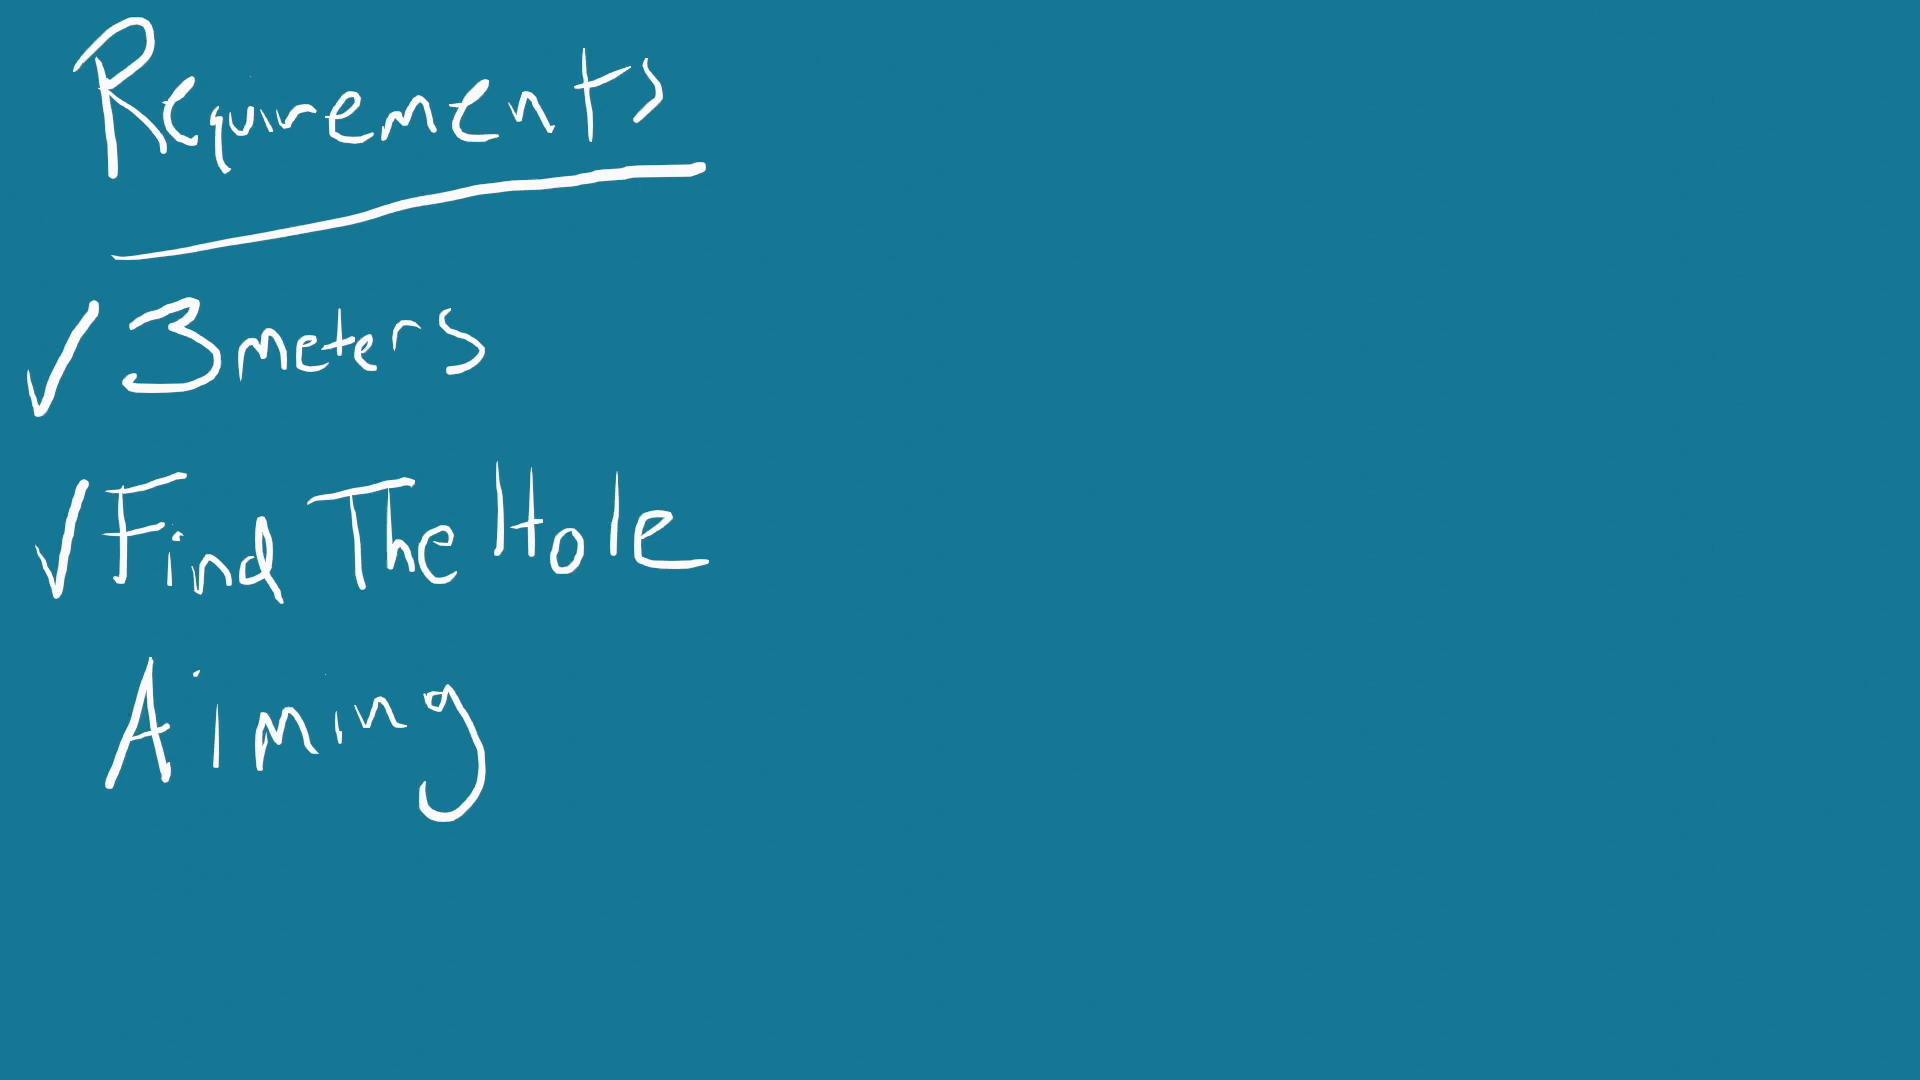 Requirements
✓ 3 meters
✓ Find The Hole
Aiming